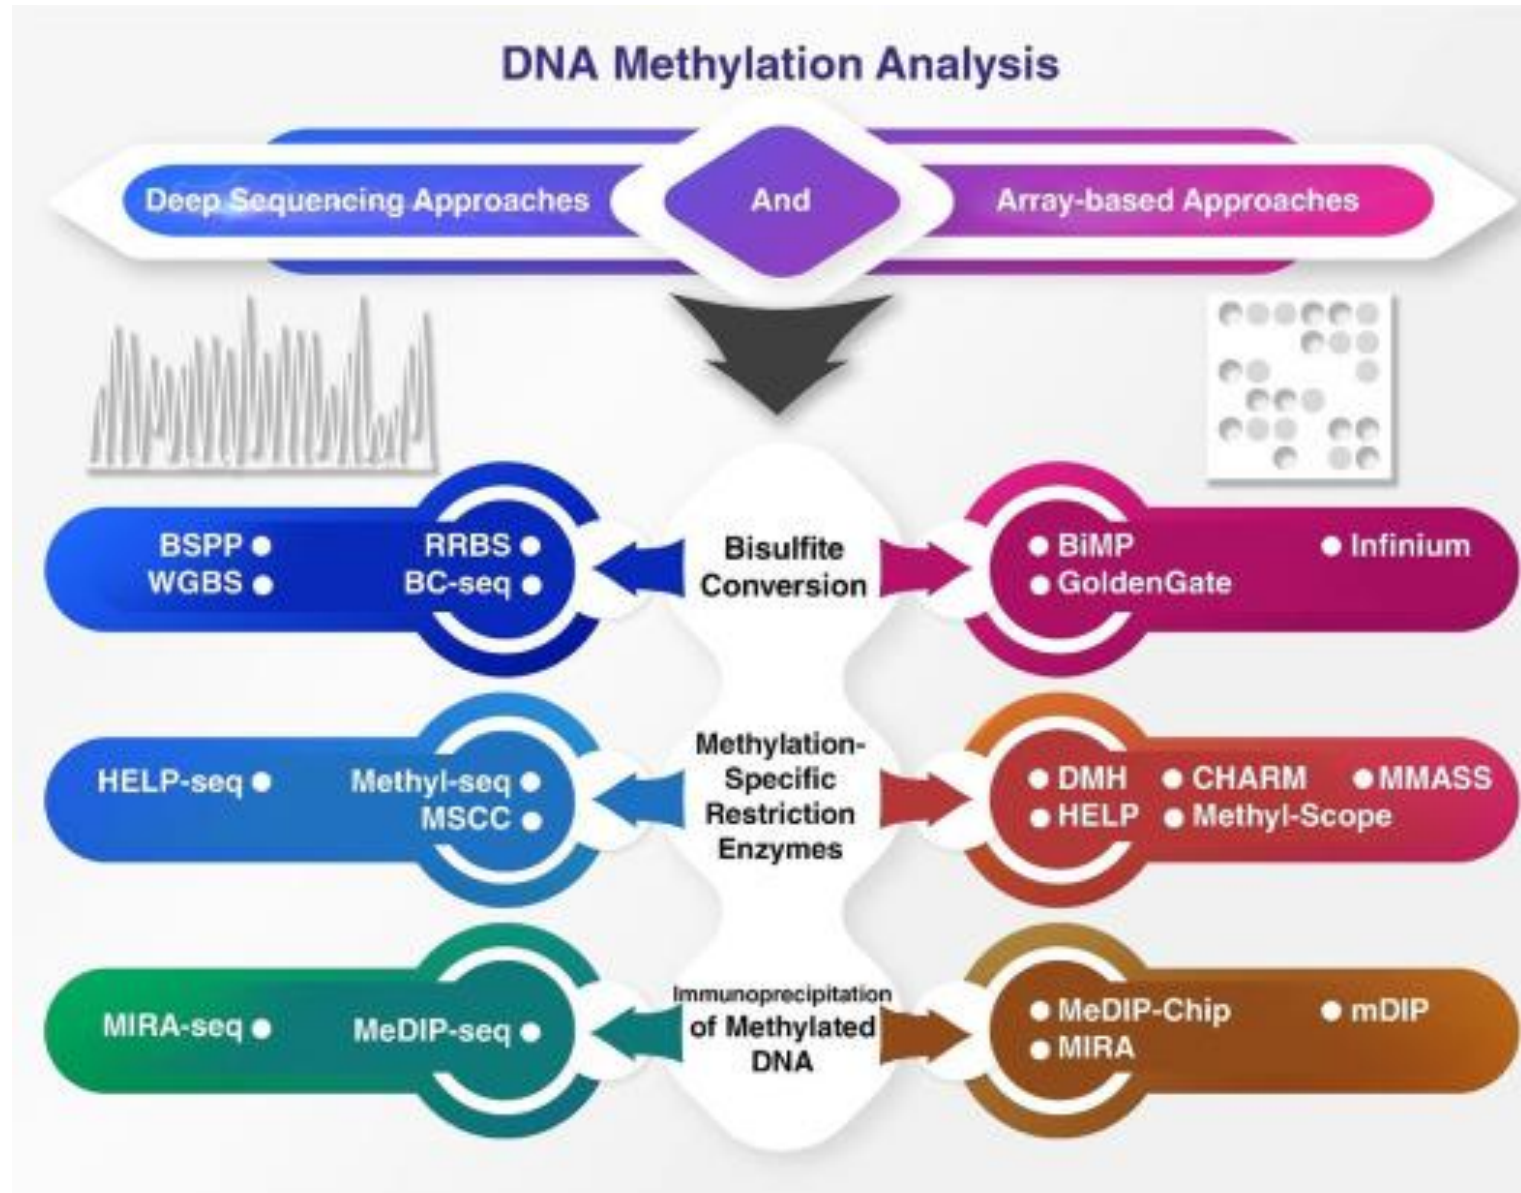 DNA Methylation Analysis
Deep Sequencing Approaches And Array-based Approaches
BSPP RRBS
WGBS BC-seq
Bisulfite
Conversion
BiMP Infinium
GoldenGate
HELP-seq Methyl-seq
MSCC
Methylation-
Specific
Restriction
Enzymes
DMH CHARM MMASS
HELP Methyl-Scope
MIRA-seq MeDIP-seq
Immunoprecipitation
of Methylated
DNA
MeDIP-Chip mDIP
MIRA